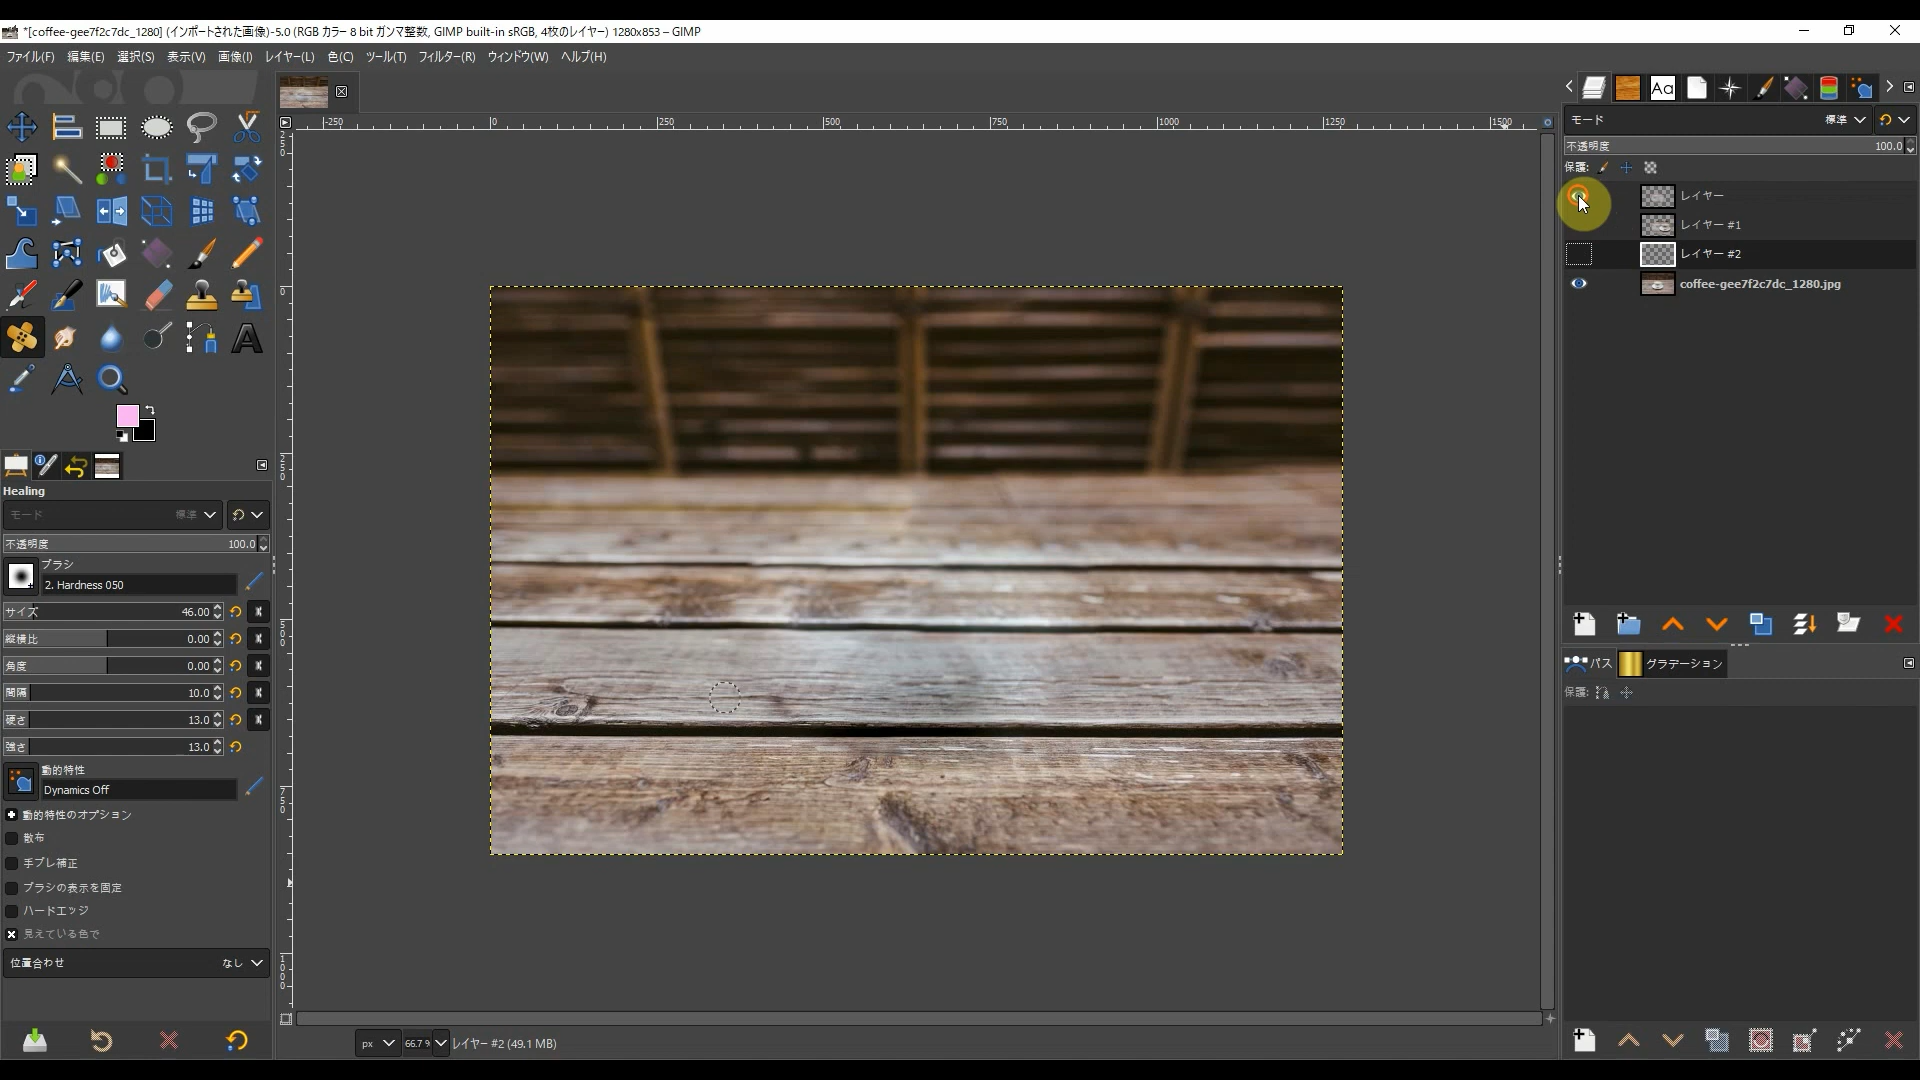 *[coffee-gee7f2c7dc_1280] (インポートされた画像)-5.0 (RGB カラー 8 bit ガンマ整数, GIMP built-in sRGB, 4枚のレイヤー) 1280x853 – GIMP
ファイル(F) 編集(E) 選択(S) 表示(V) 画像(I) レイヤー(L) 色(C) ツール(T) フィルター(R) ウィンドウ(W) ヘルプ(H)
-250 0 250 500 750 1000 1250 1500
モード 標準
不透明度 100.0
保護:
レイヤー
レイヤー #1
レイヤー #2
coffee-gee7f2c7dc_1280.jpg
パス グラデーション
保護:
Healing
モード 標準
不透明度 100.0
ブラシ
2. Hardness 050
サイズ 46.00
縦横比 0.00
角度 0.00
間隔 10.0
硬さ 13.0
強さ 13.0
動的特性
Dynamics Off
動的特性のオプション
散布
手ブレ補正
ブラシの表示を固定
ハードエッジ
見えている色で
位置合わせ なし
px 66.7 % レイヤー #2 (49.1 MB)
Aa